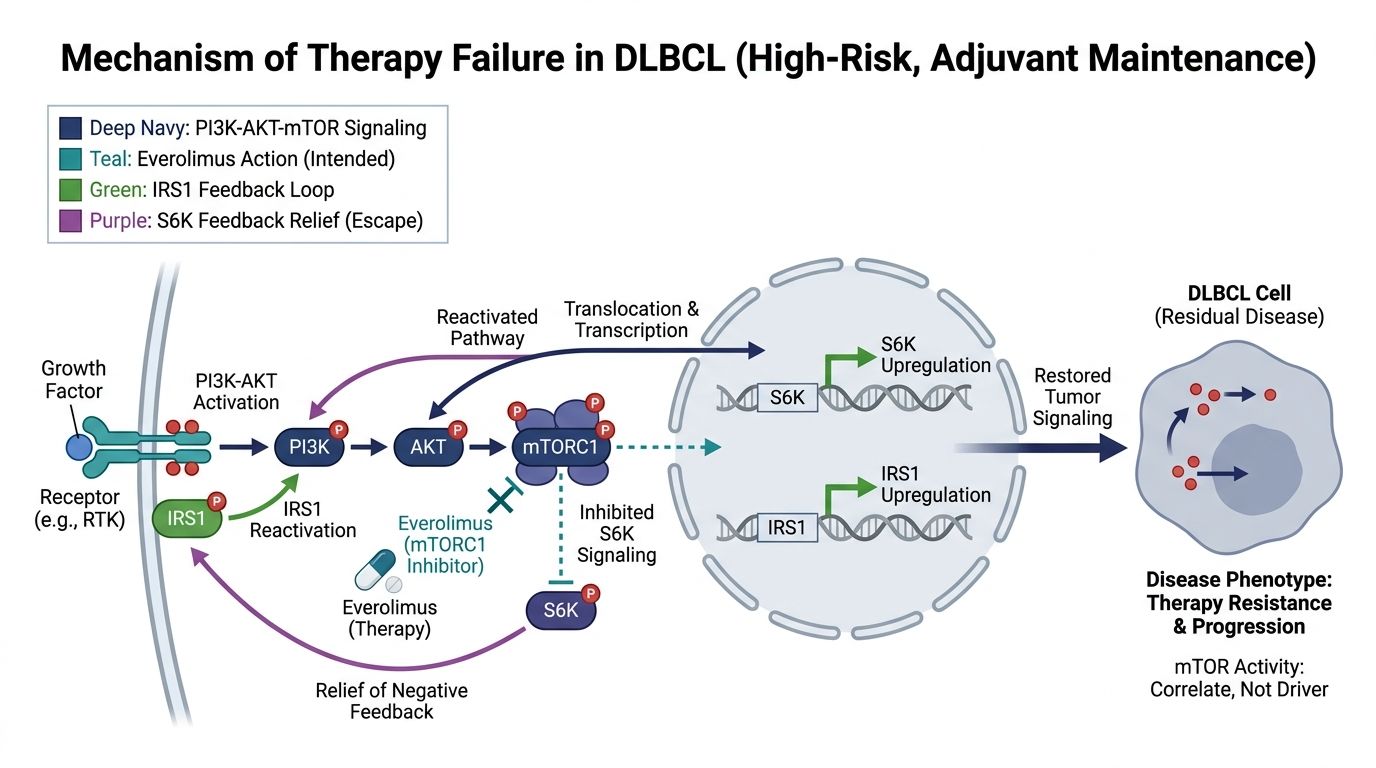 Mechanism of Therapy Failure in DLBCL (High-Risk, Adjuvant Maintenance)
Deep Navy: PI3K-AKT-mTOR Signaling
Teal: Everolimus Action (Intended)
Green: IRS1 Feedback Loop
Purple: S6K Feedback Relief (Escape)
Growth
Factor
Receptor
(e.g., RTK)
PI3K-AKT
Activation
IRS1
P
IRS1
Reactivation
PI3K
P
Reactivated
Pathway
AKT
P
Translocation &
Transcription
mTORC1
P
P
P
Everolimus
(mTORC1
Inhibitor)
Everolimus
(Therapy)
Inhibited
S6K
Signaling
S6K
P
Relief of Negative
Feedback
S6K
S6K
Upregulation
IRS1
IRS1
Upregulation
Restored
Tumor
Signaling
DLBCL Cell
(Residual Disease)
Disease Phenotype:
Therapy Resistance
& Progression
mTOR Activity:
Correlate, Not Driver